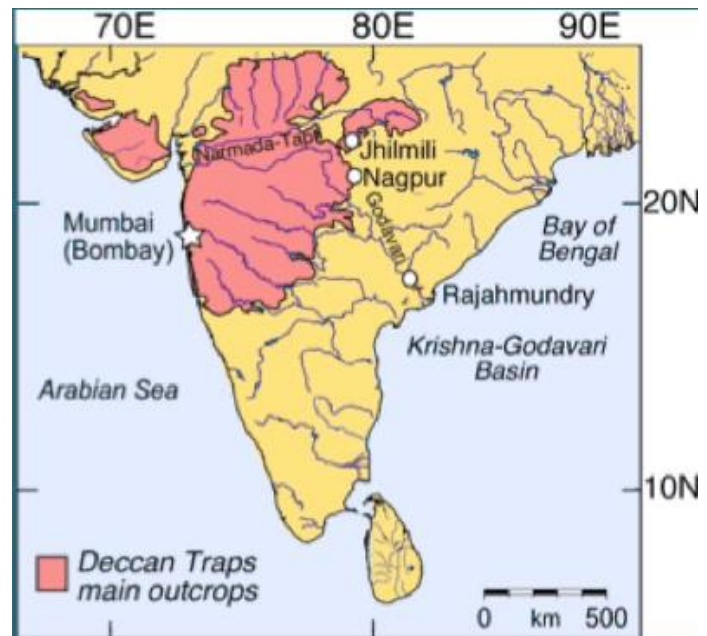 70E 80E 90E
Narmada-Tapi
Jhilmili
Nagpur
20N
Mumbai
(Bombay)
Godavari
Bay of
Bengal
Rajahmundry
Krishna-Godavari
Basin
Arabian Sea
10N
Deccan Traps
main outcrops
0 km 500